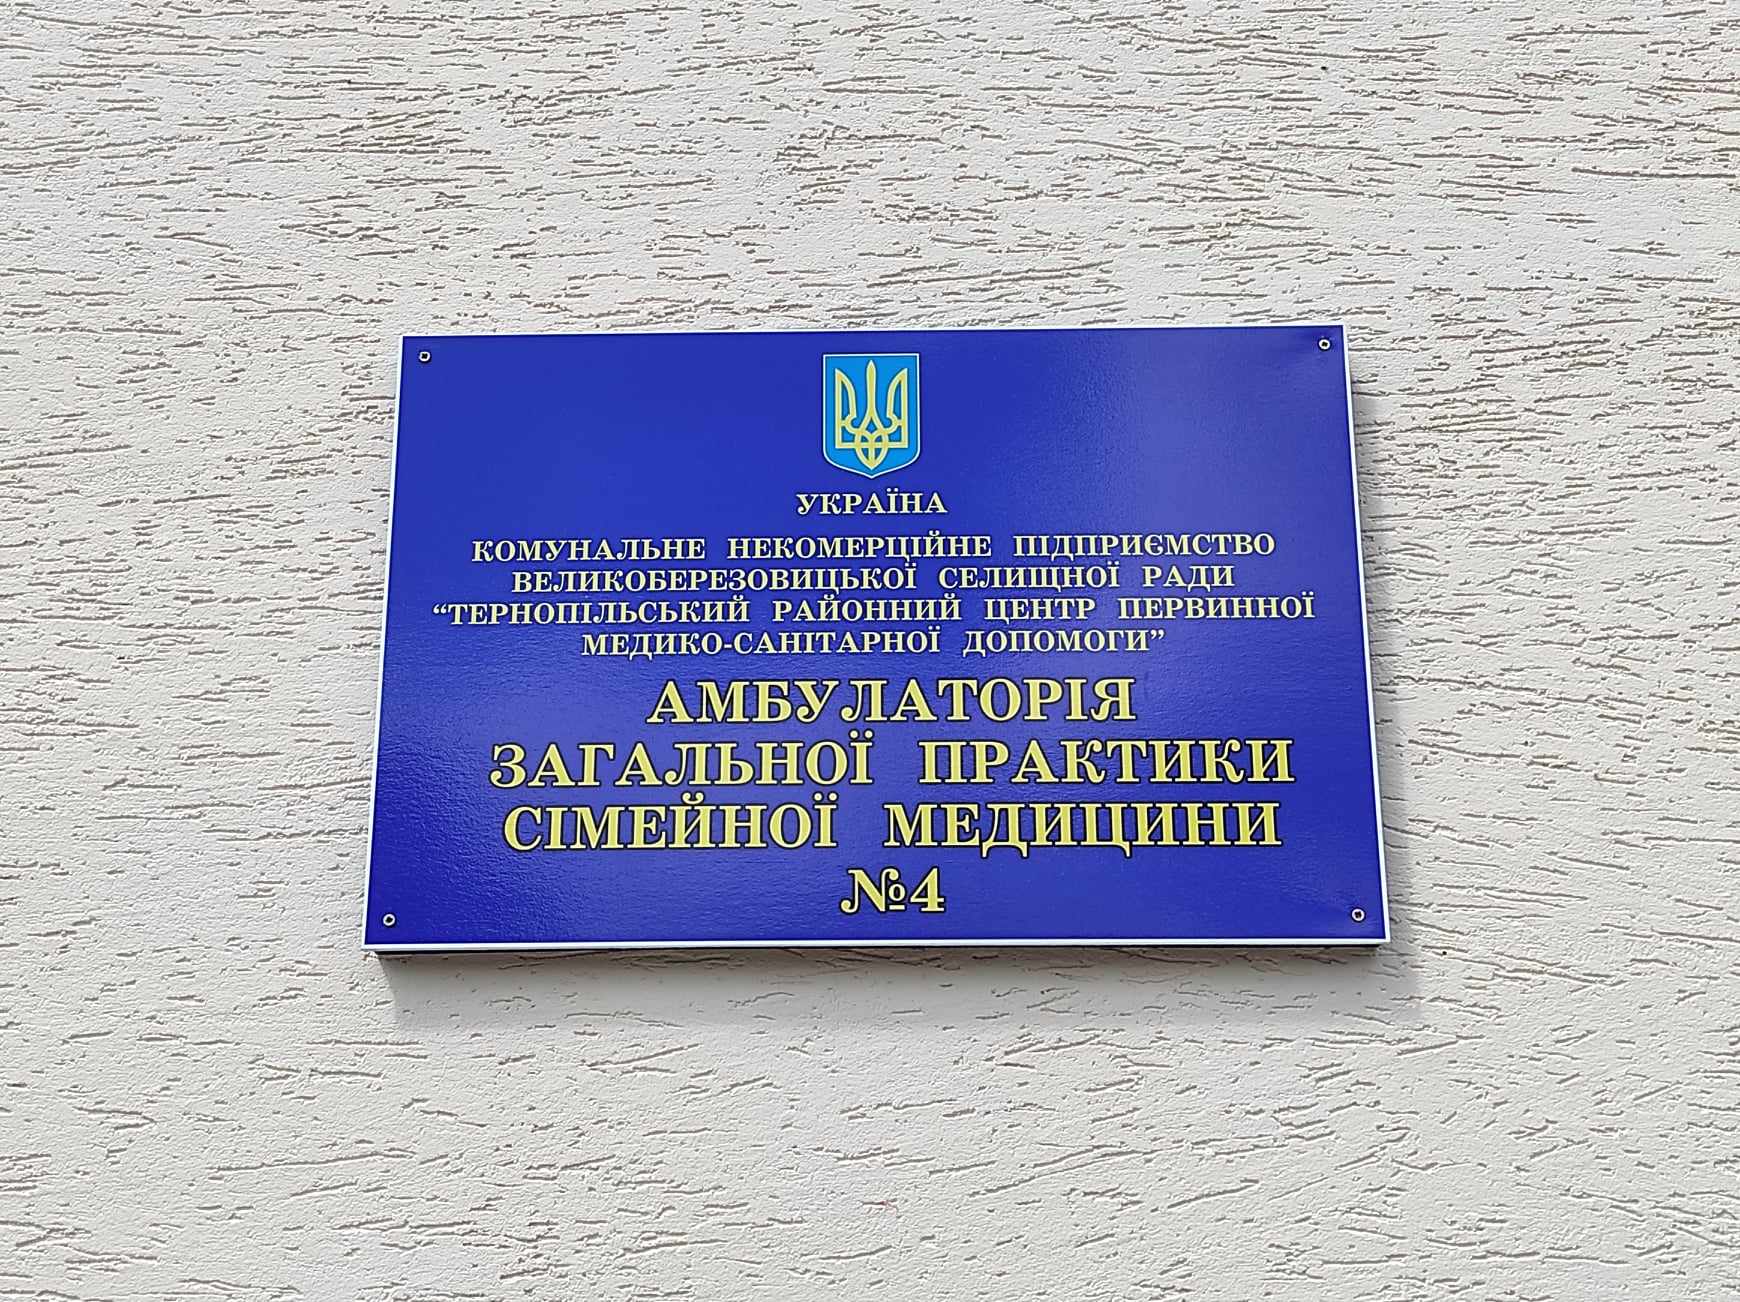 УКРАЇНА
КОМУНАЛЬНЕ НЕКОМЕРЦІЙНЕ ПІДПРИЄМСТВО
ВЕЛИКОБЕРЕЗОВИЦЬКОЇ СЕЛИЩНОЇ РАДИ
“ТЕРНОПІЛЬСЬКИЙ РАЙОННИЙ ЦЕНТР ПЕРВИННОЇ
МЕДИКО-САНІТАРНОЇ ДОПОМОГИ”
АМБУЛАТОРІЯ
ЗАГАЛЬНОЇ ПРАКТИКИ
СІМЕЙНОЇ МЕДИЦИНИ
№4